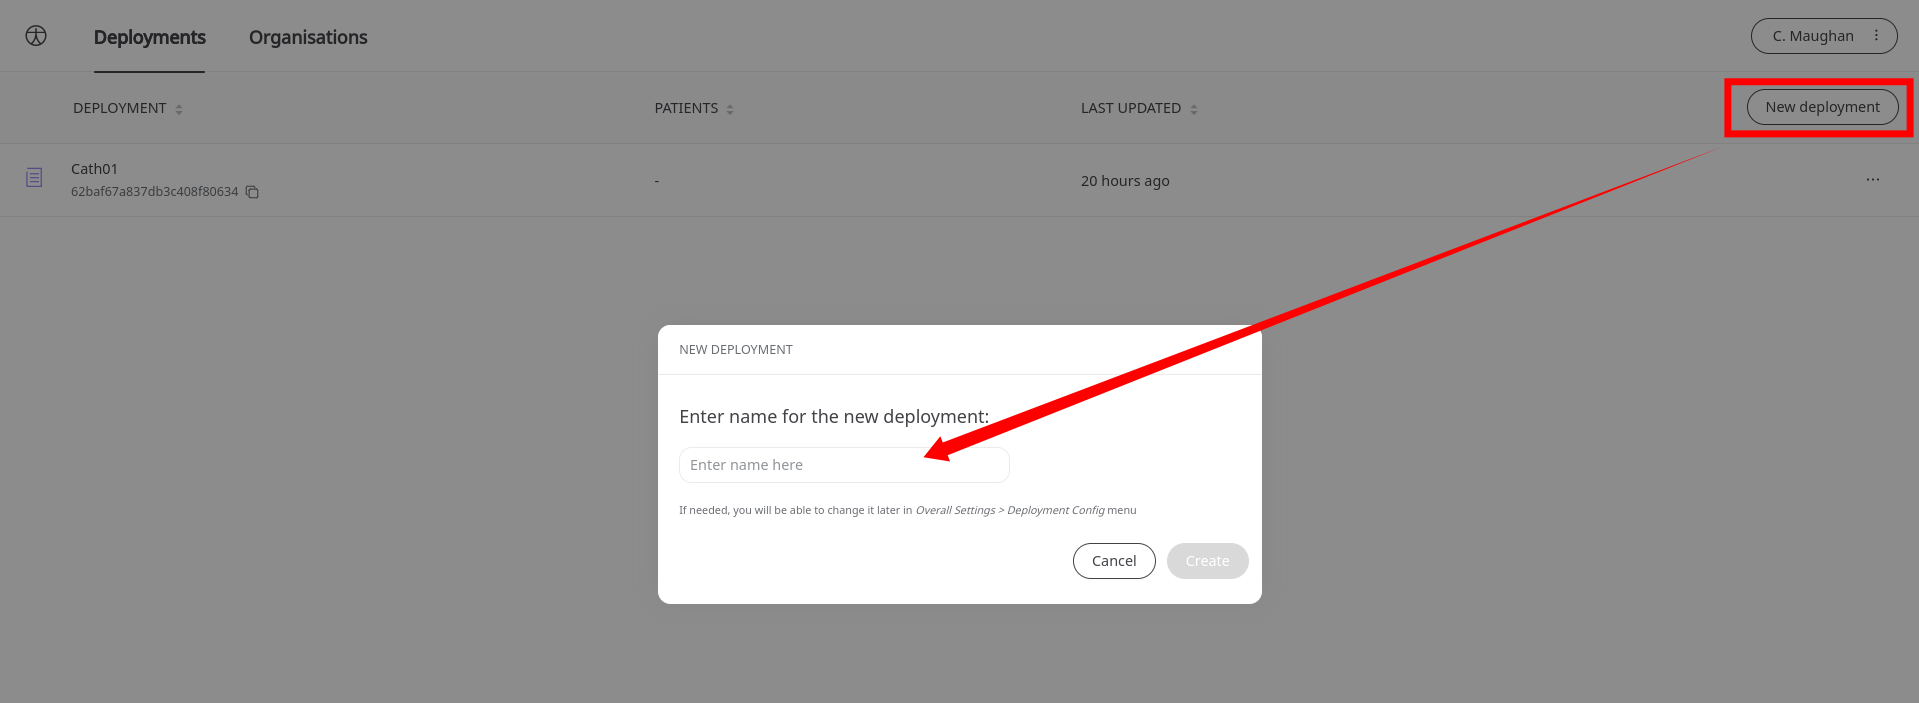 Deployments Organisations C. Maughan
DEPLOYMENT PATIENTS LAST UPDATED New deployment
Cath01
62baf67a837db3c408f80634
- 20 hours ago ...
NEW DEPLOYMENT
Enter name for the new deployment:
Enter name here
If needed, you will be able to change it later in Overall Settings > Deployment Config menu
Cancel Create